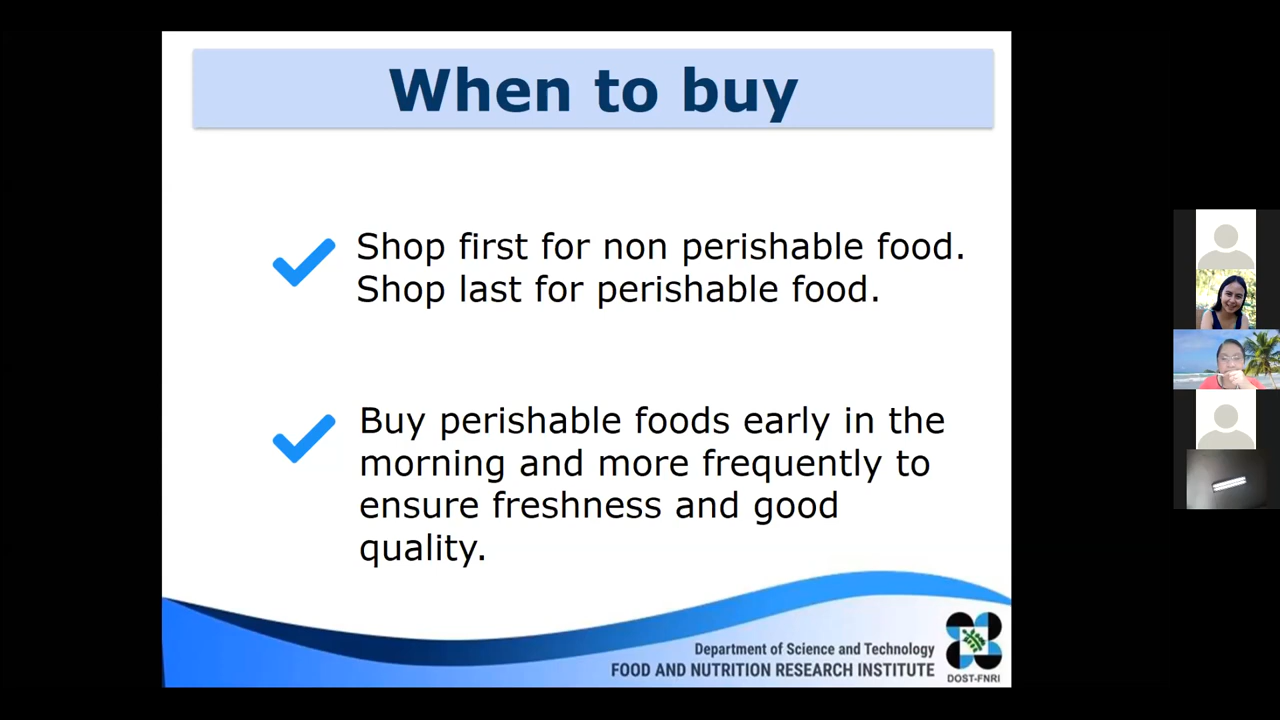 When to buy
Shop first for non perishable food.
Shop last for perishable food.
Buy perishable foods early in the
morning and more frequently to
ensure freshness and good
quality.
Department of Science and Technology
FOOD AND NUTRITION RESEARCH INSTITUTE
DOST-FNRI